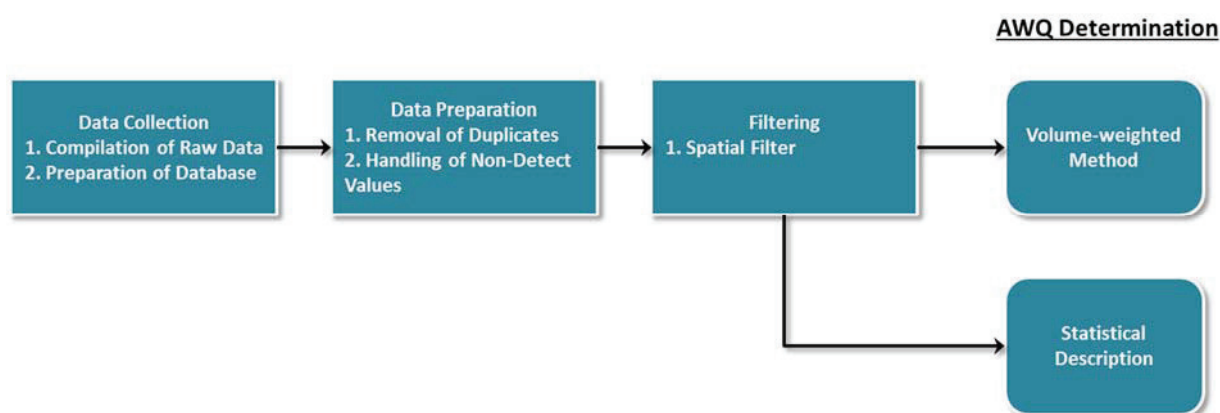 AWQ Determination
Data Collection
1. Compilation of Raw Data
2. Preparation of Database
Data Preparation
1. Removal of Duplicates
2. Handling of Non-Detect
Values
Filtering
1. Spatial Filter
Volume-weighted
Method
Statistical
Description